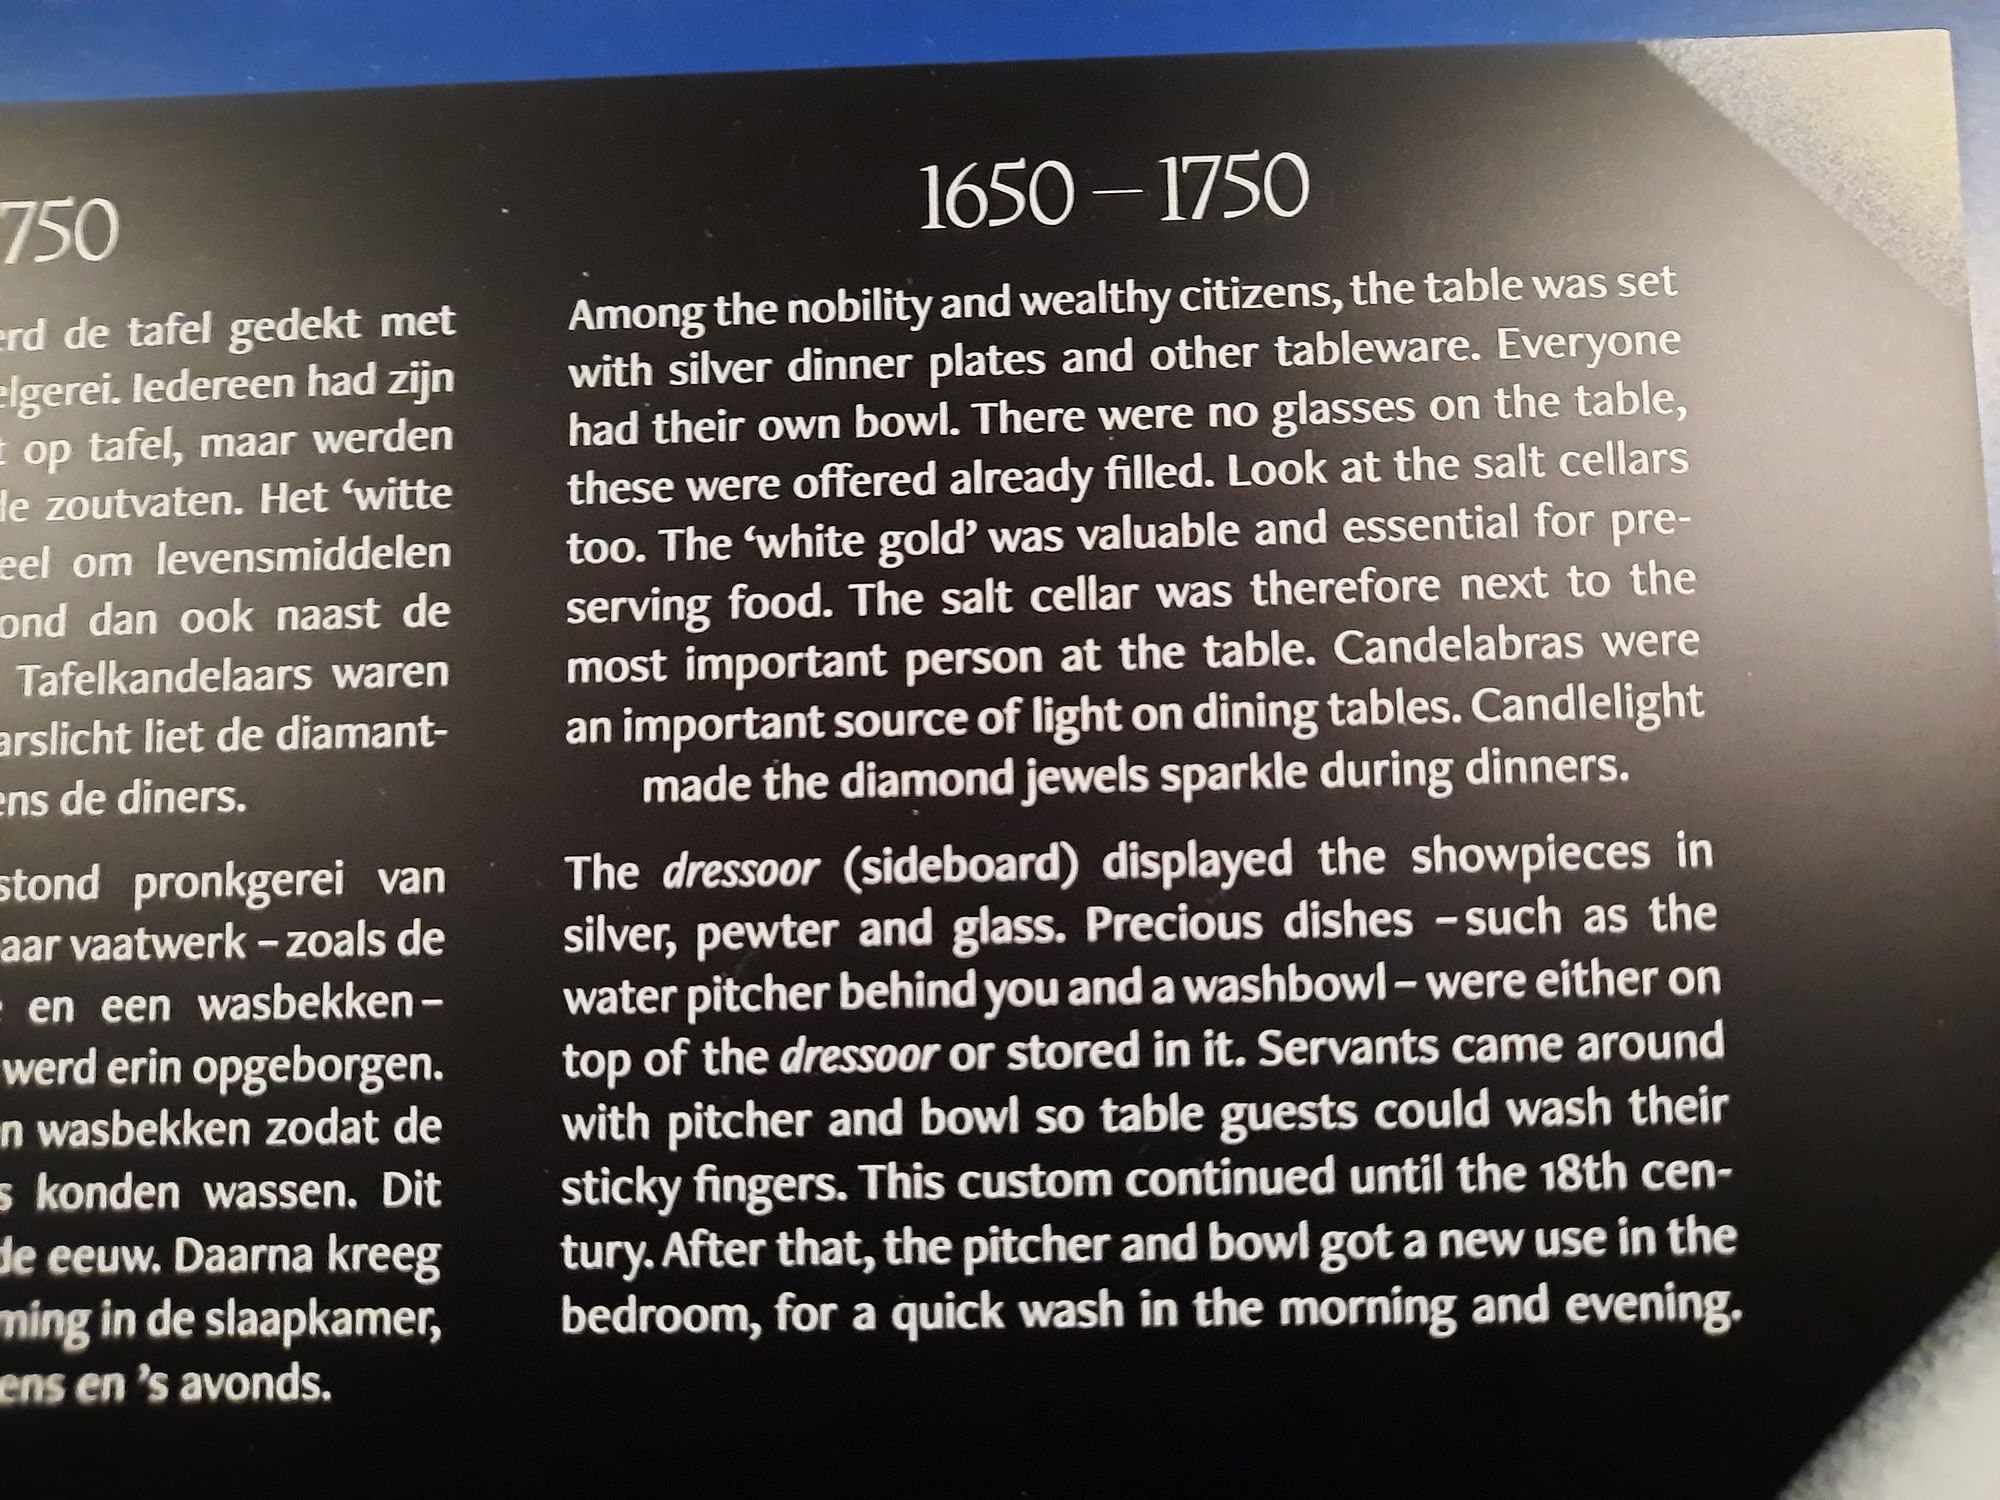 750
erd de tafel gedekt met
elgerei. Iedereen had zijn
t op tafel, maar werden
de zoutvaten. Het ‘witte
eel om levensmiddelen
ond dan ook naast de
Tafelkandelaars waren
arslicht liet de diamant-
ens de diners.
stond pronkgerei van
aar vaatwerk – zoals de
e en een wasbekken –
werd erin opgeborgen.
n wasbekken zodat de
s konden wassen. Dit
de eeuw. Daarna kreeg
ming in de slaapkamer,
ens en ’s avonds.
1650 – 1750
Among the nobility and wealthy citizens, the table was set
with silver dinner plates and other tableware. Everyone
had their own bowl. There were no glasses on the table,
these were offered already filled. Look at the salt cellars
too. The ‘white gold’ was valuable and essential for pre-
serving food. The salt cellar was therefore next to the
most important person at the table. Candelabras were
an important source of light on dining tables. Candlelight
made the diamond jewels sparkle during dinners.
The dressoor (sideboard) displayed the showpieces in
silver, pewter and glass. Precious dishes – such as the
water pitcher behind you and a washbowl – were either on
top of the dressoor or stored in it. Servants came around
with pitcher and bowl so table guests could wash their
sticky fingers. This custom continued until the 18th cen-
tury. After that, the pitcher and bowl got a new use in the
bedroom, for a quick wash in the morning and evening.